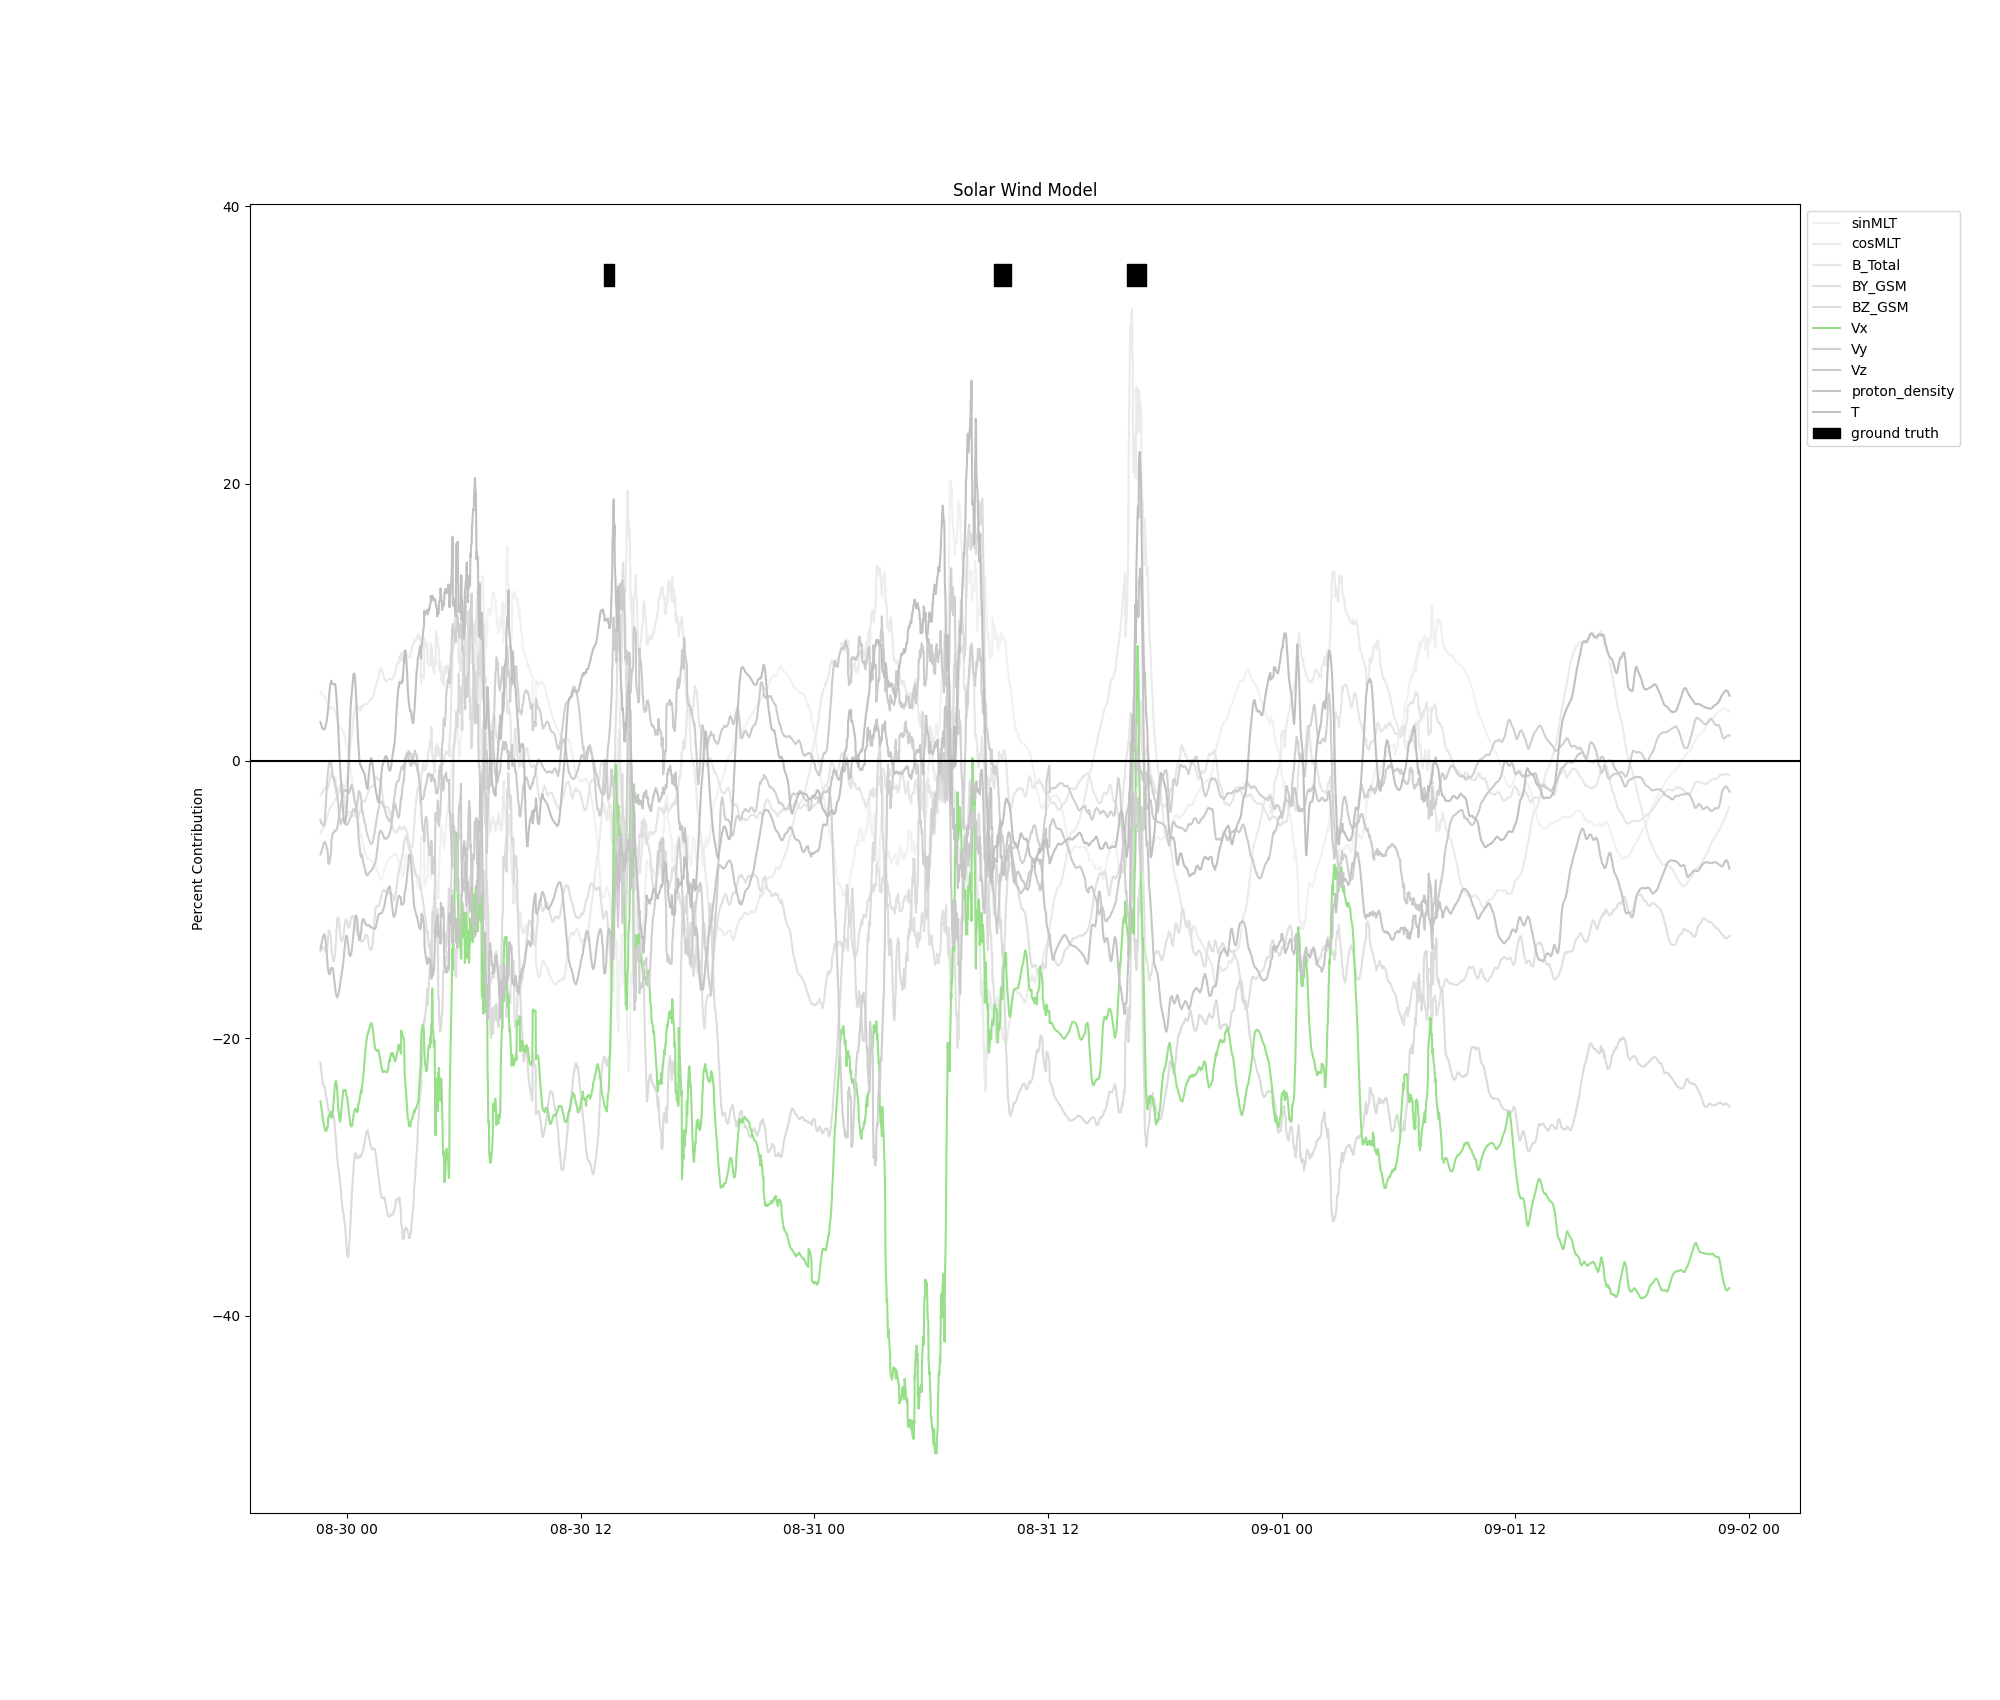 Solar Wind Model
40
20
0
−20
−40
Percent Contribution
08-30 00
08-30 12
08-31 00
08-31 12
09-01 00
09-01 12
09-02 00
sinMLT
cosMLT
B_Total
BY_GSM
BZ_GSM
Vx
Vy
Vz
proton_density
T
ground truth